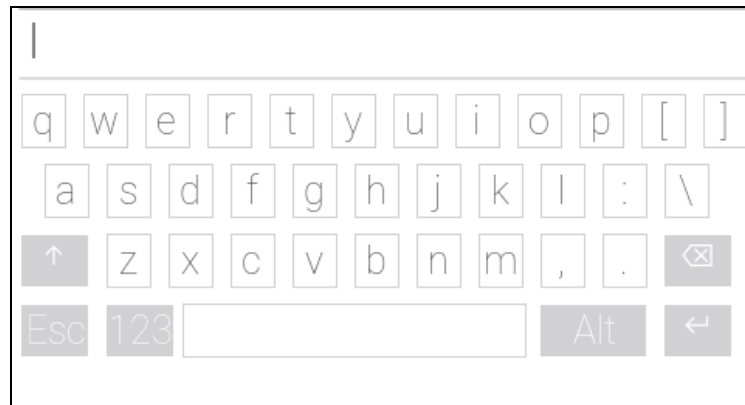 q w e r t y u i o p [ ]
a s d f g h j k l : \
↑ z x c v b n m , . ⌫
Esc 123 Alt ↵